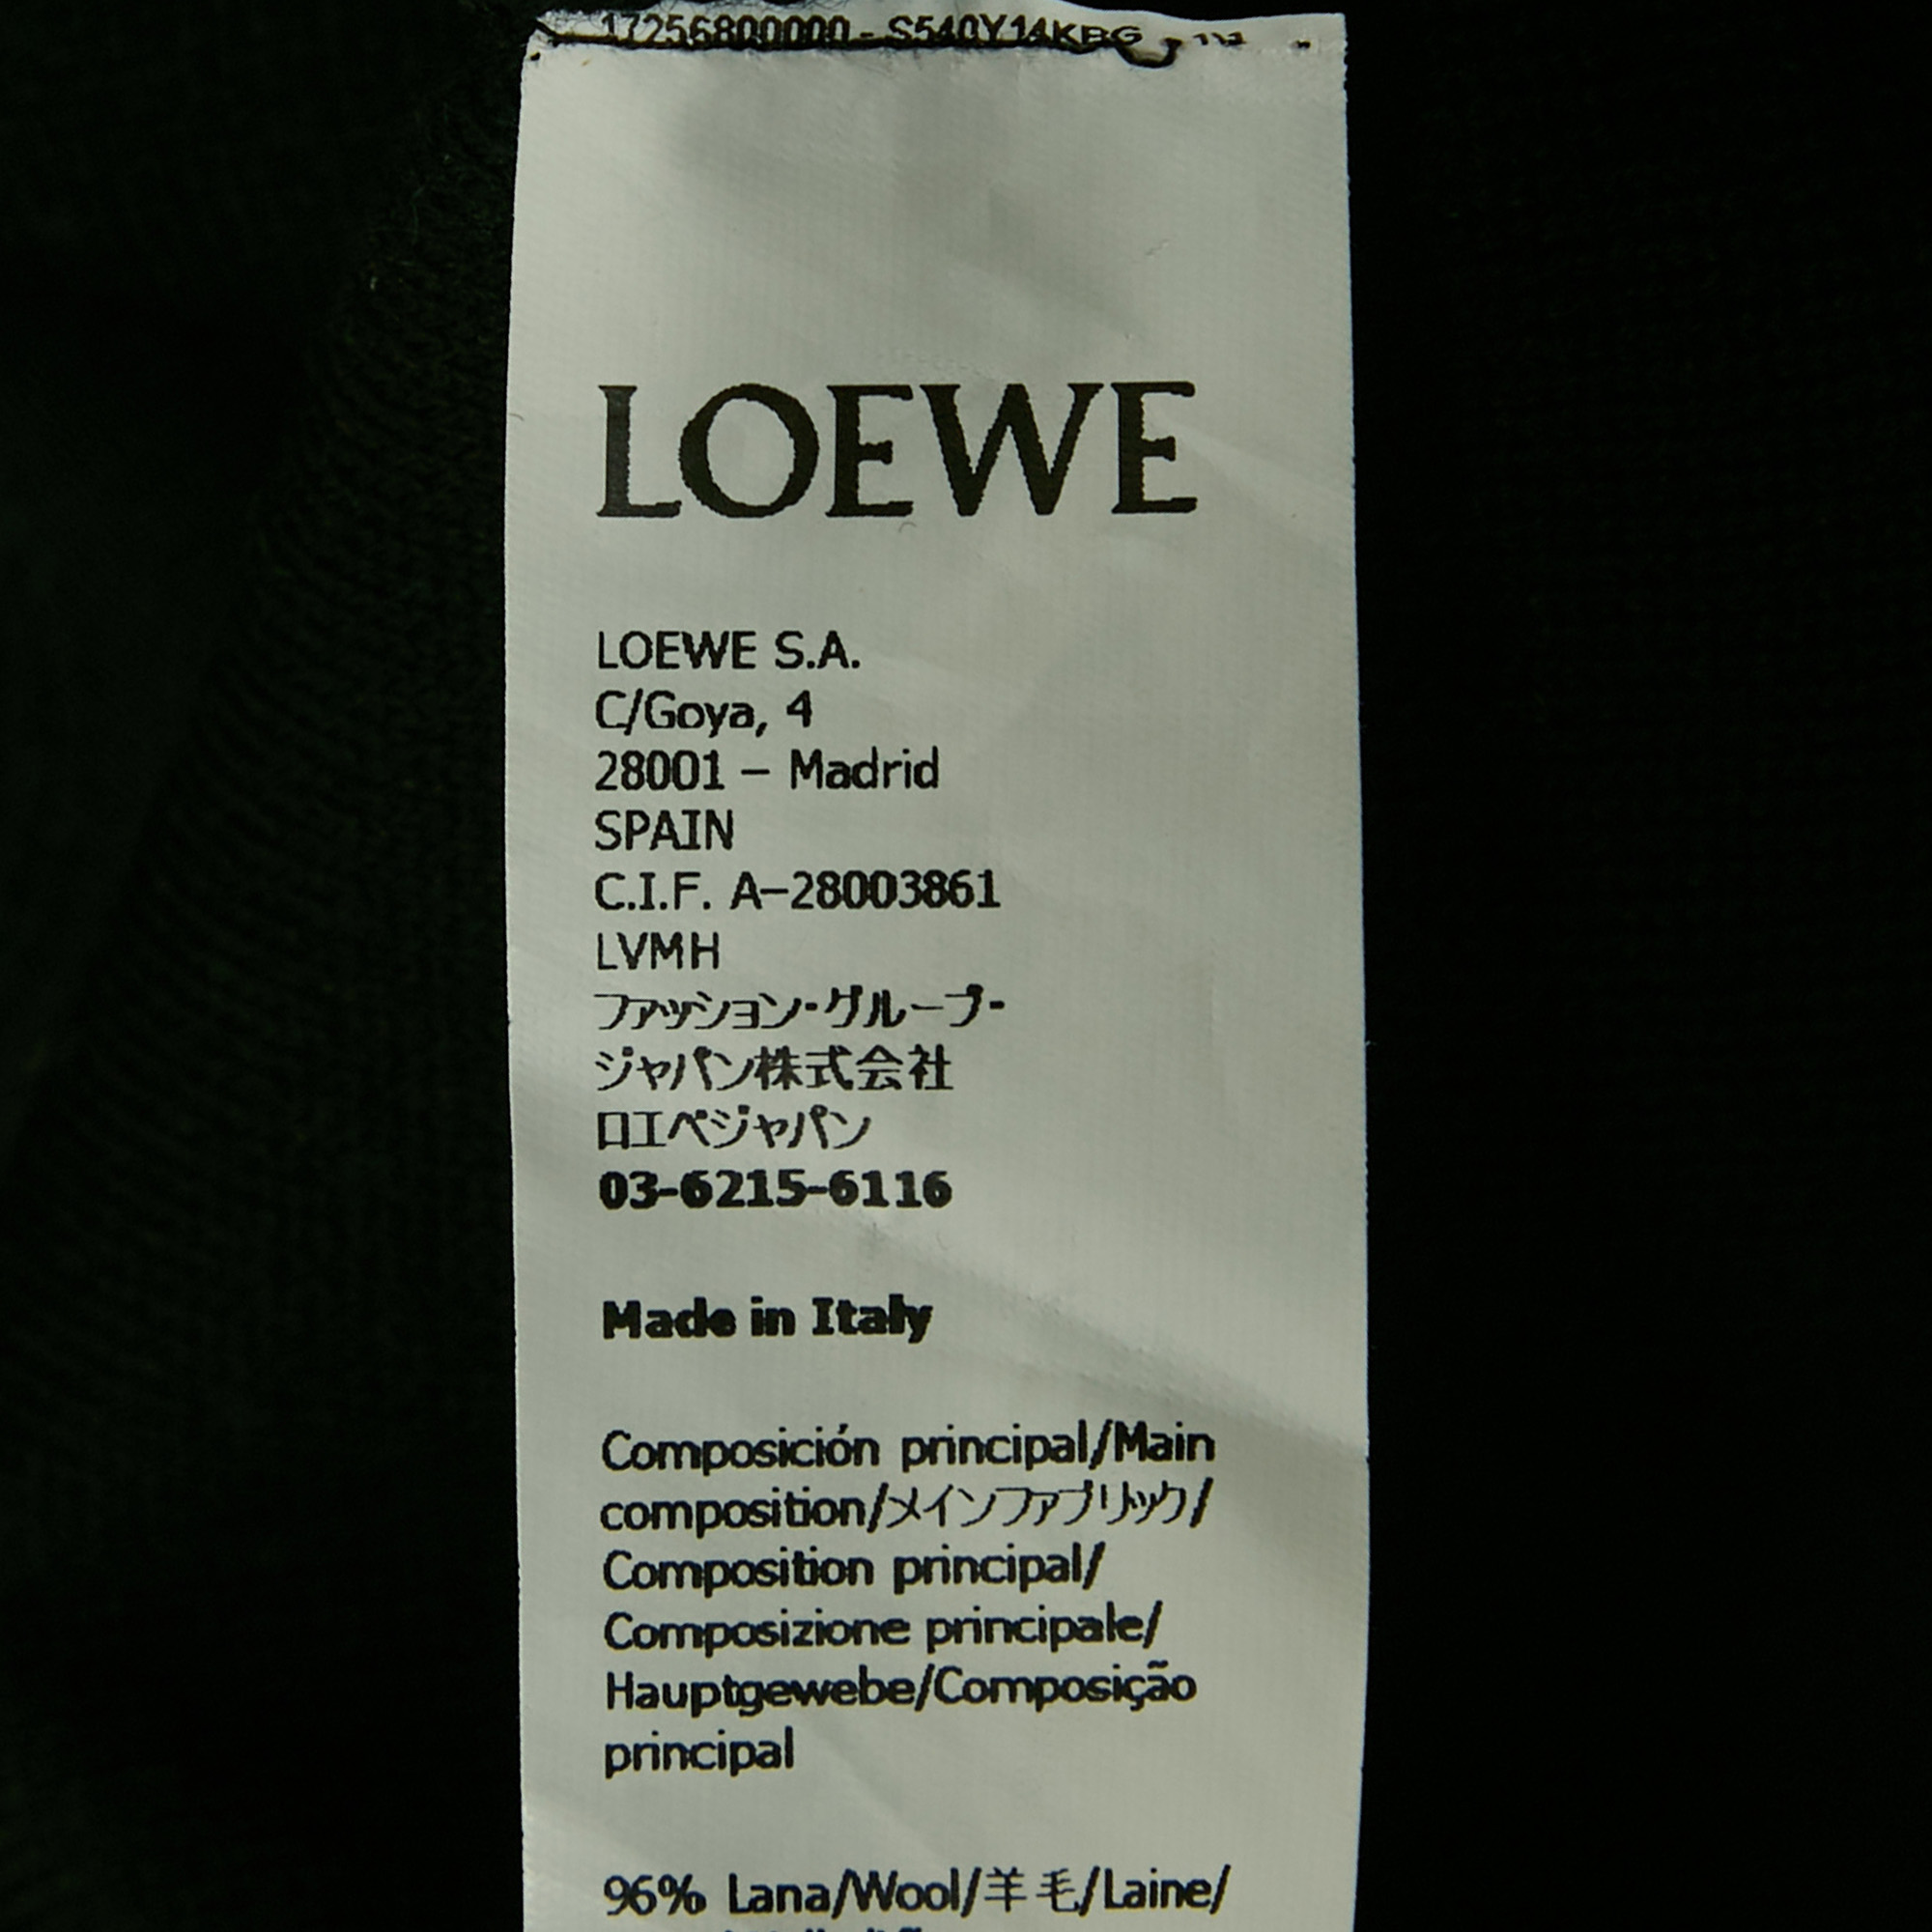 17256800000 - S540Y14KBG
LOEWE
LOEWE S.A.
C/Goya, 4
28001 – Madrid
SPAIN
C.I.F. A–28003861
LVMH
ファッション・グループ・
ジャパン株式会社
ロエベジャパン
03-6215-6116
Made in Italy
Composición principal/Main
composition/メインファブリック/
Composition principal/
Composizione principale/
Hauptgewebe/Composição
principal
96% Lana/Wool/羊毛/Laine/